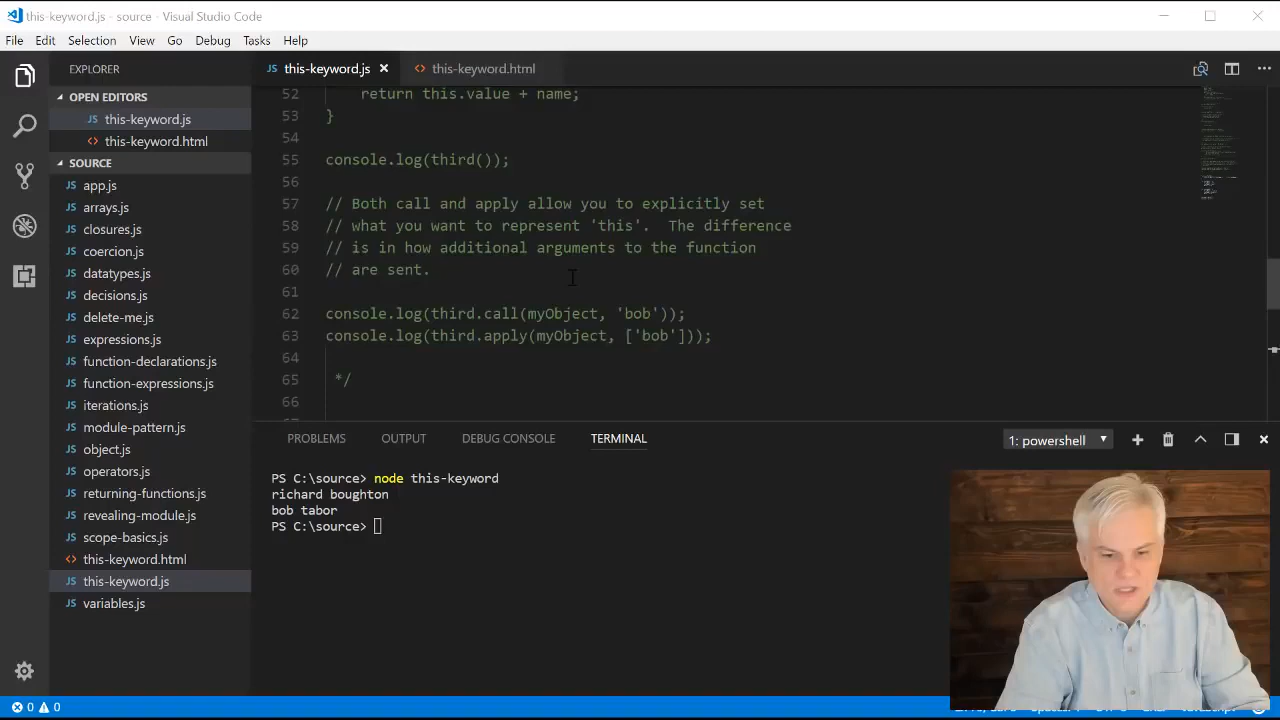 this-keyword.js - source - Visual Studio Code
File Edit Selection View Go Debug Tasks Help
EXPLORER
JS this-keyword.js
this-keyword.html
OPEN EDITORS
JS this-keyword.js
this-keyword.html
SOURCE
JS app.js
JS arrays.js
JS closures.js
JS coercion.js
JS datatypes.js
JS decisions.js
JS delete-me.js
JS expressions.js
JS function-declarations.js
JS function-expressions.js
JS iterations.js
JS module-pattern.js
JS object.js
JS operators.js
JS returning-functions.js
JS revealing-module.js
JS scope-basics.js
this-keyword.html
JS this-keyword.js
JS variables.js
52 return this.value + name;
53 }
54
55 console.log(third());
56
57 // Both call and apply allow you to explicitly set
58 // what you want to represent 'this'.  The difference
59 // is in how additional arguments to the function
60 // are sent.
61
62 console.log(third.call(myObject, 'bob'));
63 console.log(third.apply(myObject, ['bob']));
64
65 */
66
PROBLEMS OUTPUT DEBUG CONSOLE TERMINAL
1: powershell
PS C:\source> node this-keyword
richard boughton
bob tabor
PS C:\source>
0 0